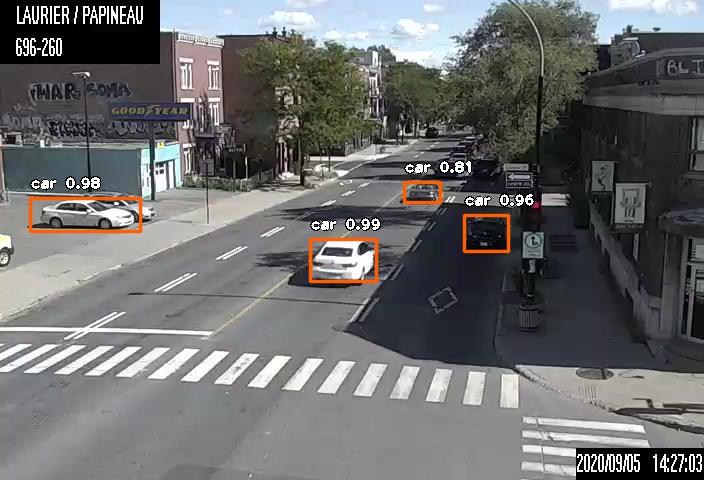 LAURIER / PAPINEAU
696-260
GOODYEAR
car 0.81
car 0.98
car 0.96
car 0.99
2020/09/05 14:27:03